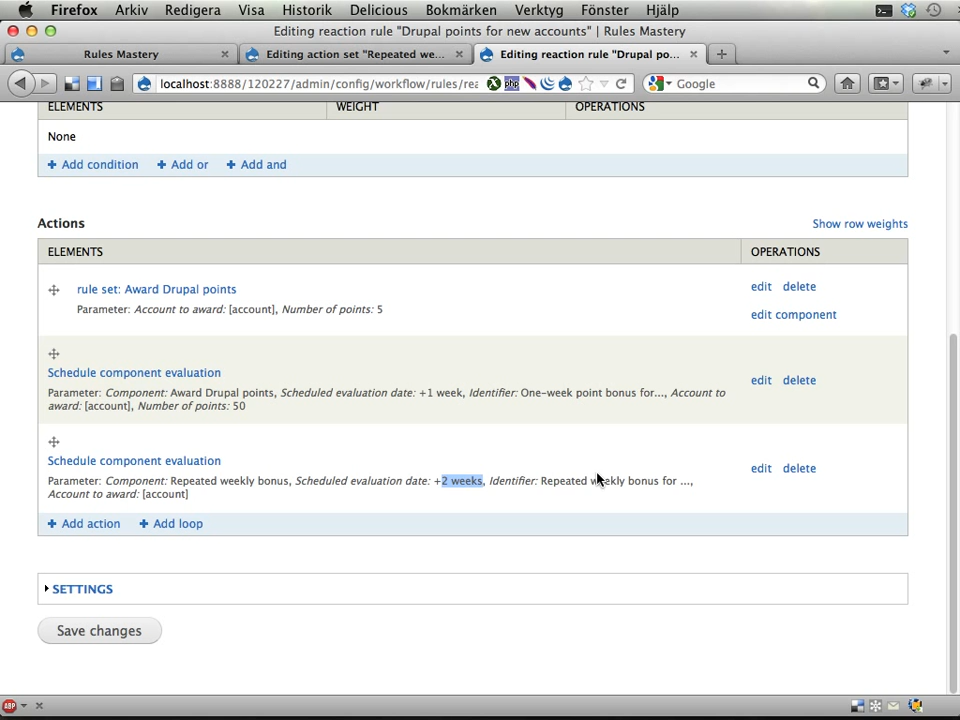 Firefox Arkiv Redigera Visa Historik Delicious Bokmärken Verktyg Fönster Hjälp
Editing reaction rule "Drupal points for new accounts" | Rules Mastery
Rules Mastery
Editing action set "Repeated we...
Editing reaction rule "Drupal po...
localhost:8888/120227/admin/config/workflow/rules/rea
php
Google
ELEMENTS WEIGHT OPERATIONS
None
Add condition Add or Add and
Actions
Show row weights
ELEMENTS OPERATIONS
rule set: Award Drupal points
edit delete
Parameter: Account to award: [account], Number of points: 5
edit component
Schedule component evaluation
edit delete
Parameter: Component: Award Drupal points, Scheduled evaluation date: +1 week, Identifier: One-week point bonus for..., Account to
award: [account], Number of points: 50
Schedule component evaluation
edit delete
Parameter: Component: Repeated weekly bonus, Scheduled evaluation date: +2 weeks, Identifier: Repeated weekly bonus for ...,
Account to award: [account]
Add action Add loop
SETTINGS
Save changes
ABP